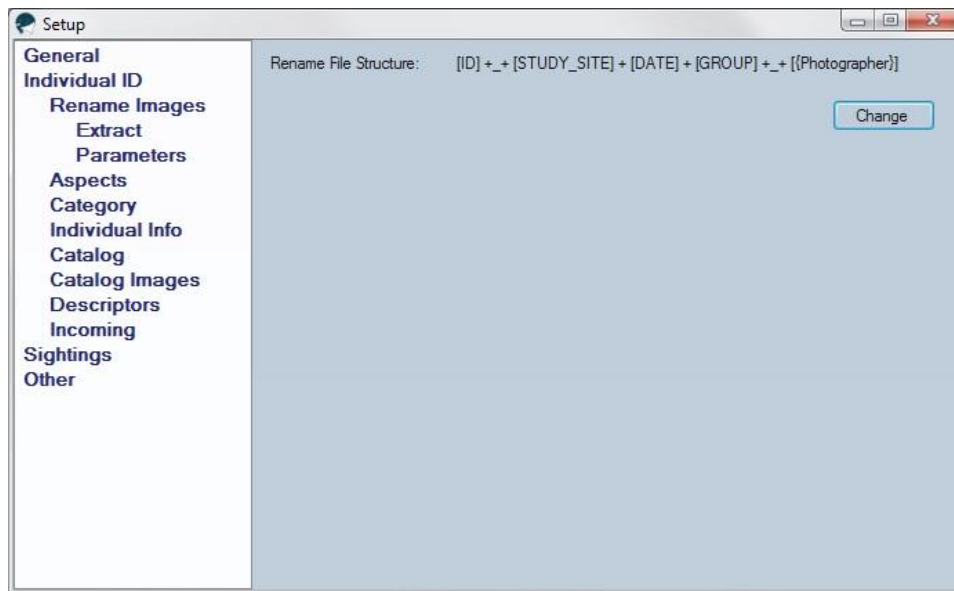 Setup
General
Individual ID
Rename Images
Extract
Parameters
Aspects
Category
Individual Info
Catalog
Catalog Images
Descriptors
Incoming
Sightings
Other
Rename File Structure: [ID] +_+ [STUDY_SITE] + [DATE] + [GROUP] +_+ [{Photographer}]
Change